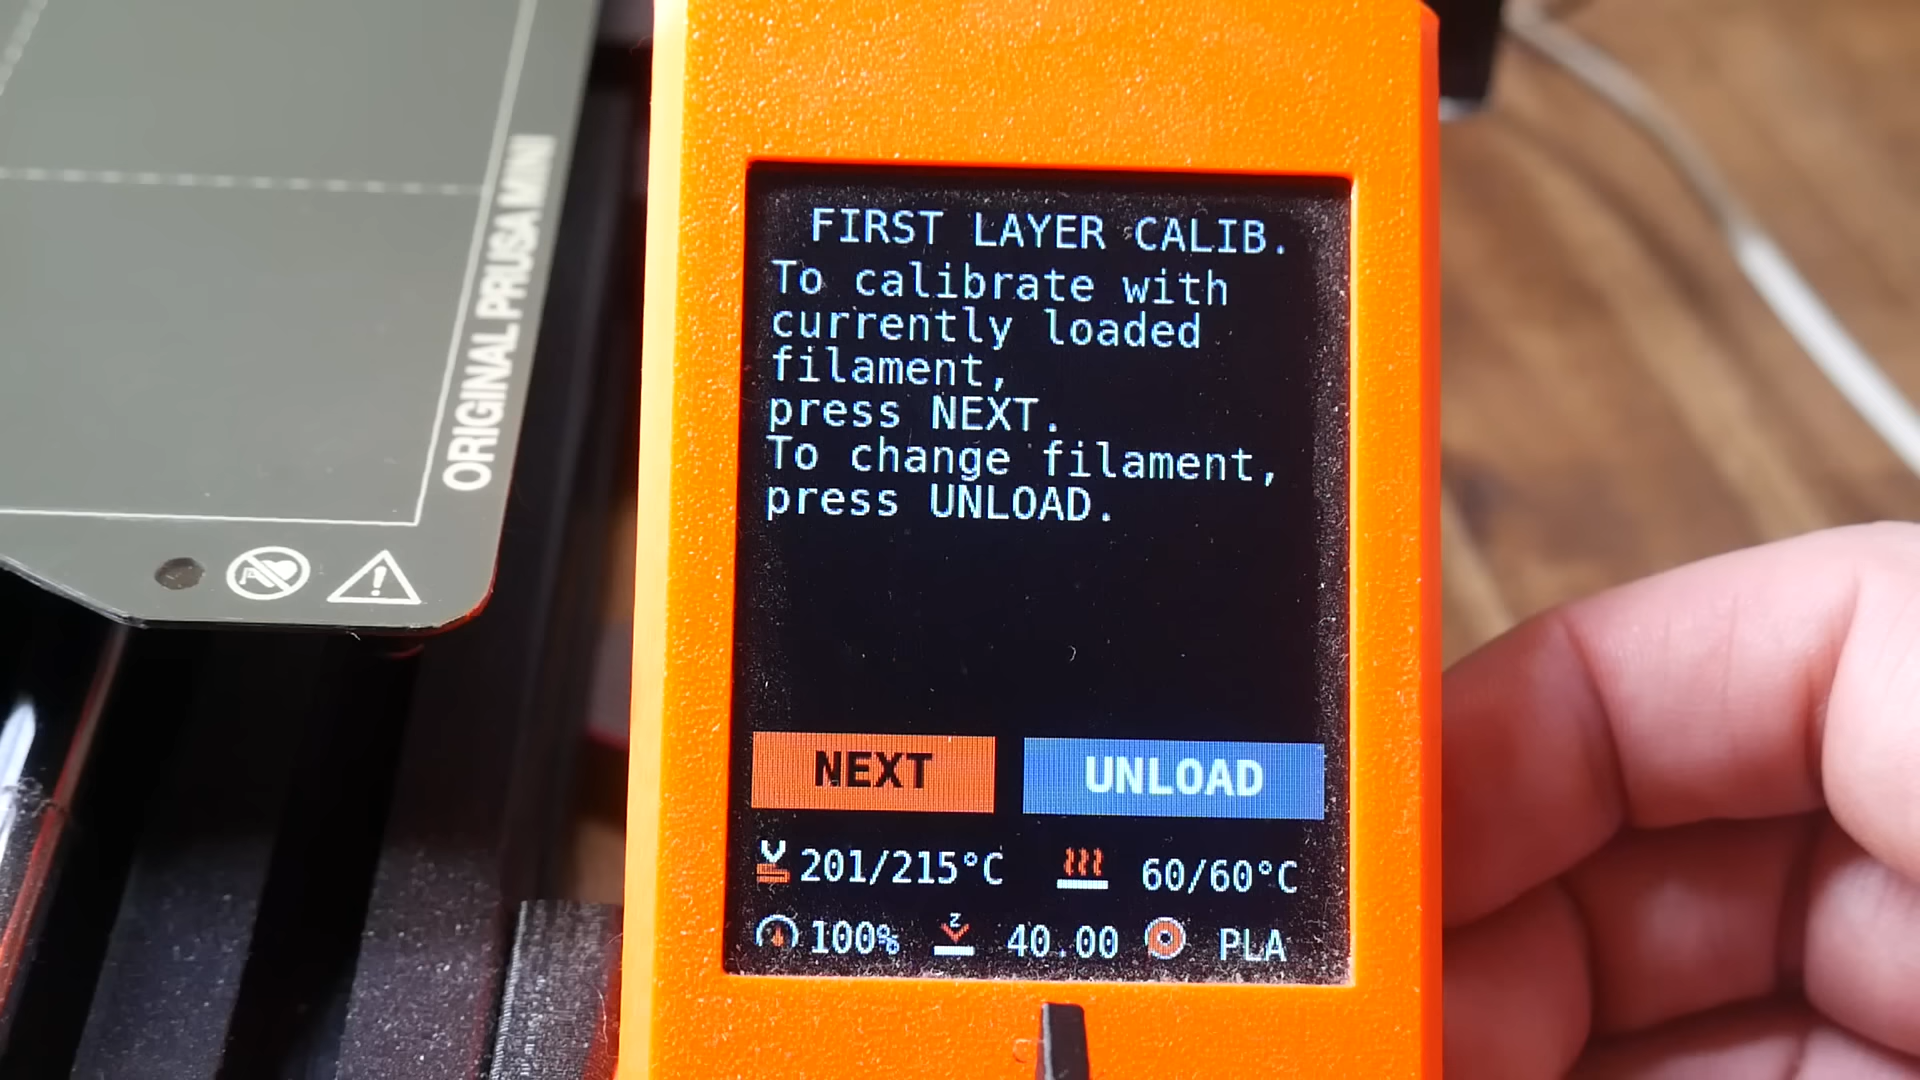 ORIGINAL PRUSA MINI
FIRST LAYER CALIB.
To calibrate with
currently loaded
filament,
press NEXT.
To change filament,
press UNLOAD.
NEXT UNLOAD
201/215°C 60/60°C
100% Z 40.00 PLA